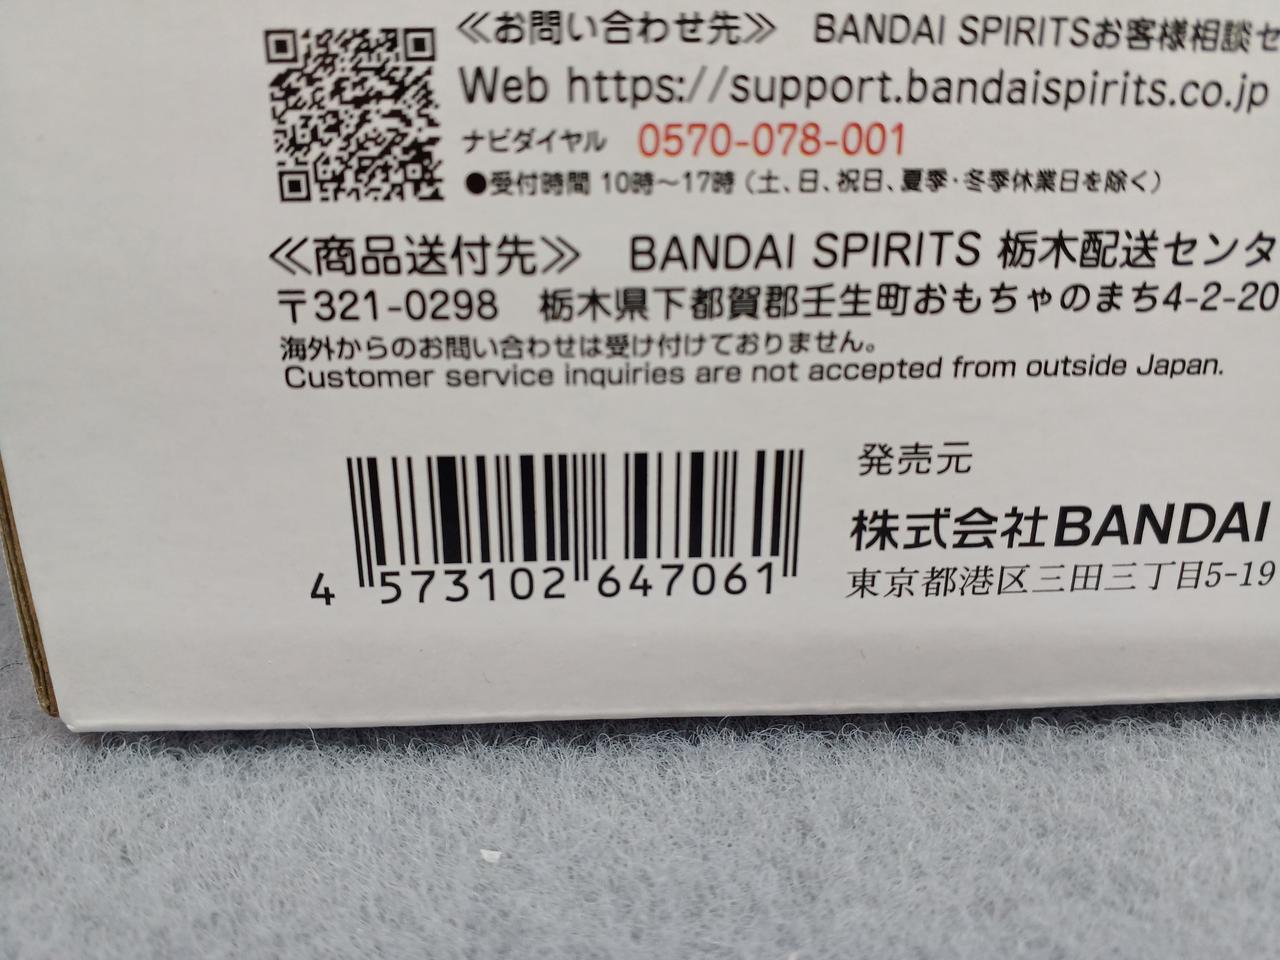 ≪お問い合わせ先≫ BANDAI SPIRITSお客様相談セ
Web https://support.bandaispirits.co.jp
ナビダイヤル 0570-078-001
●受付時間 10時～17時（土、日、祝日、夏季・冬季休業日を除く）
≪商品送付先≫ BANDAI SPIRITS 栃木配送センタ
〒321-0298 栃木県下都賀郡壬生町おもちゃのまち4-2-20
海外からのお問い合わせは受け付けておりません。
Customer service inquiries are not accepted from outside Japan.
発売元
株式会社BANDAI
東京都港区三田三丁目5-19
4 573102 647061